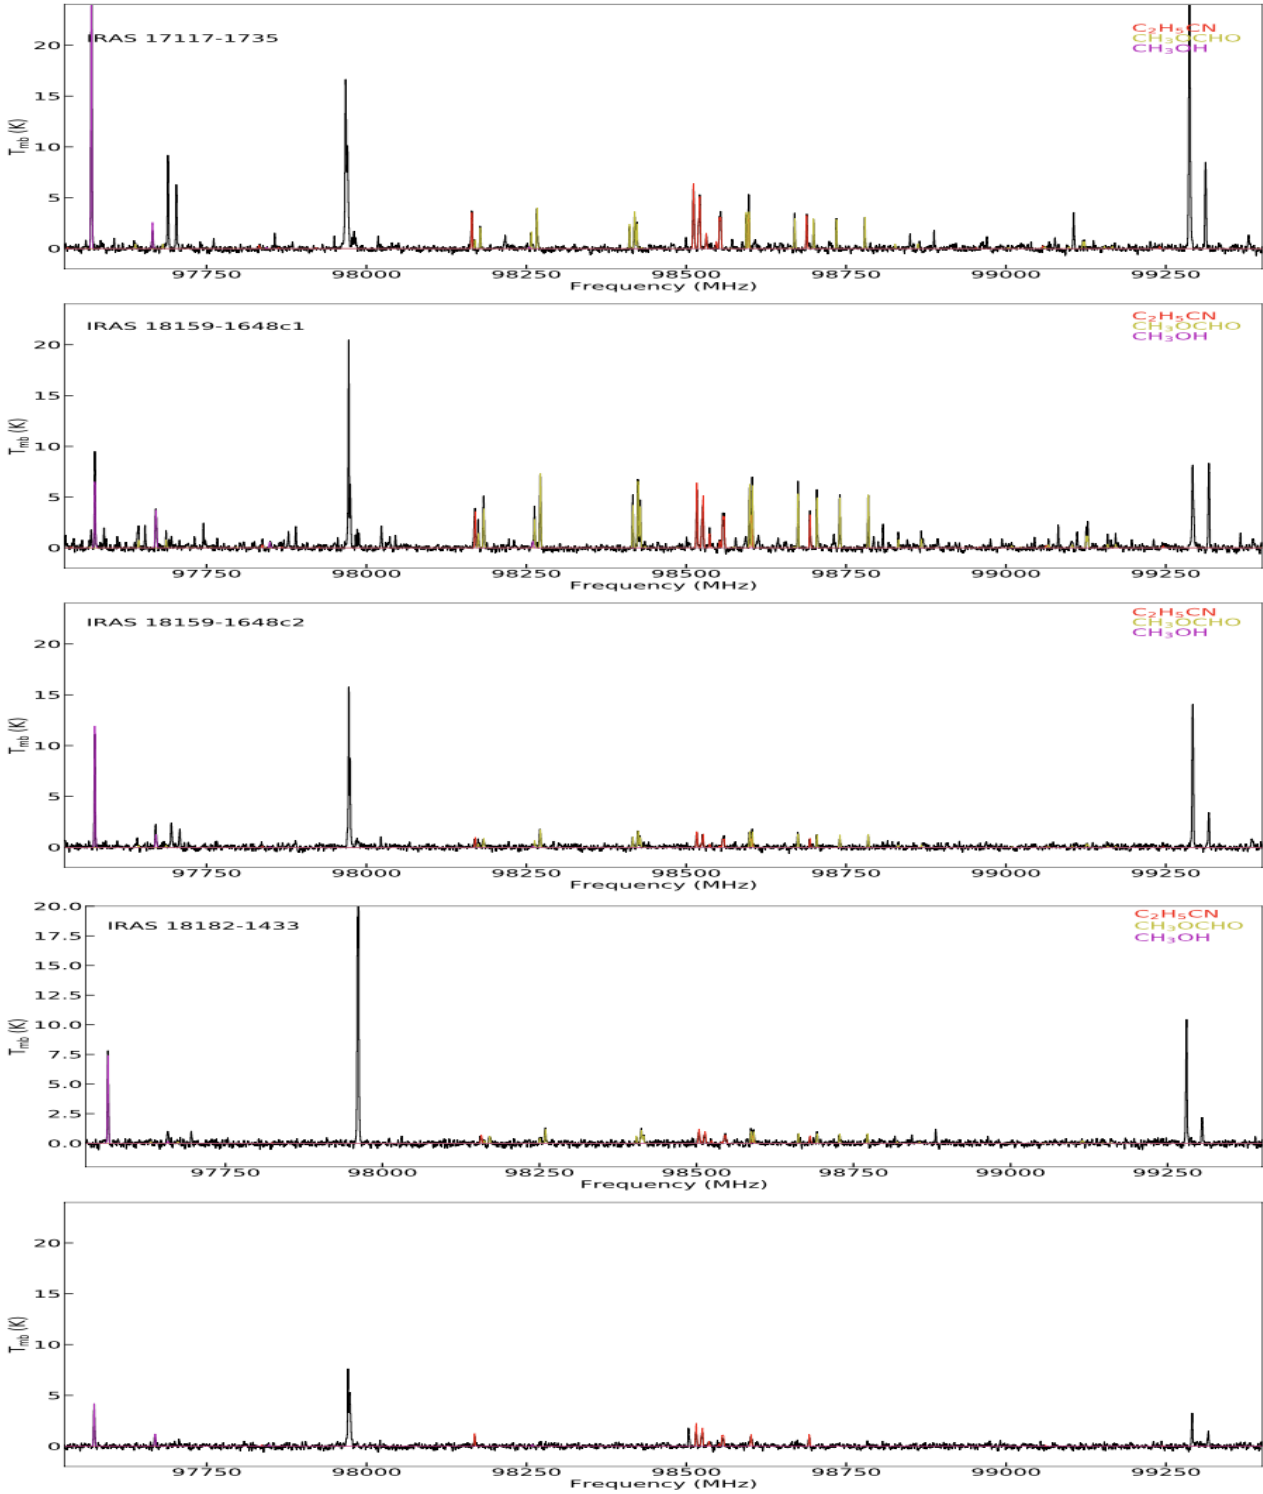 IRAS 17117-1735
C₂H₅CN
CH₃OCHO
CH₃OH
T_mb (K)
20
15
10
5
0
97750 98000 98250 98500 98750 99000 99250
Frequency (MHz)
IRAS 18159-1648c1
C₂H₅CN
CH₃OCHO
CH₃OH
T_mb (K)
20
15
10
5
0
97750 98000 98250 98500 98750 99000 99250
Frequency (MHz)
IRAS 18159-1648c2
C₂H₅CN
CH₃OCHO
CH₃OH
T_mb (K)
20
15
10
5
0
97750 98000 98250 98500 98750 99000 99250
Frequency (MHz)
IRAS 18182-1433
C₂H₅CN
CH₃OCHO
CH₃OH
T_mb (K)
20.0
17.5
15.0
12.5
10.0
7.5
5.0
2.5
0.0
97750 98000 98250 98500 98750 99000 99250
Frequency (MHz)
T_mb (K)
20
15
10
5
0
97750 98000 98250 98500 98750 99000 99250
Frequency (MHz)